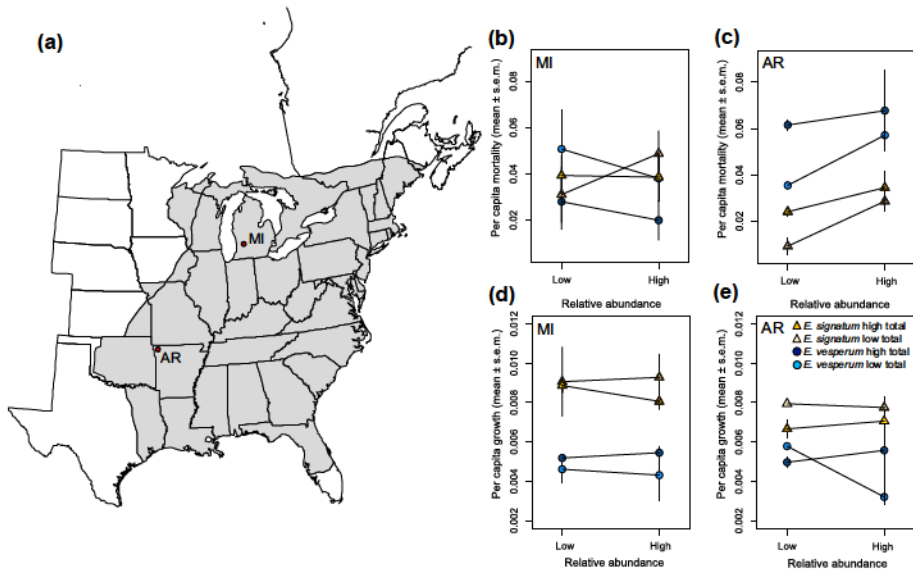 (a)
MI
AR
(b)
MI
Per capita mortality (mean ± s.e.m.)
0.02 0.04 0.06 0.08
Low High
Relative abundance
(c)
AR
Per capita mortality (mean ± s.e.m.)
0.02 0.04 0.06 0.08
Low High
Relative abundance
(d)
MI
Per capita growth (mean ± s.e.m.)
0.002 0.004 0.006 0.008 0.010 0.012
Low High
Relative abundance
(e)
AR
E. signatum high total
E. signatum low total
E. vesperum high total
E. vesperum low total
Per capita growth (mean ± s.e.m.)
0.002 0.004 0.006 0.008 0.010 0.012
Low High
Relative abundance